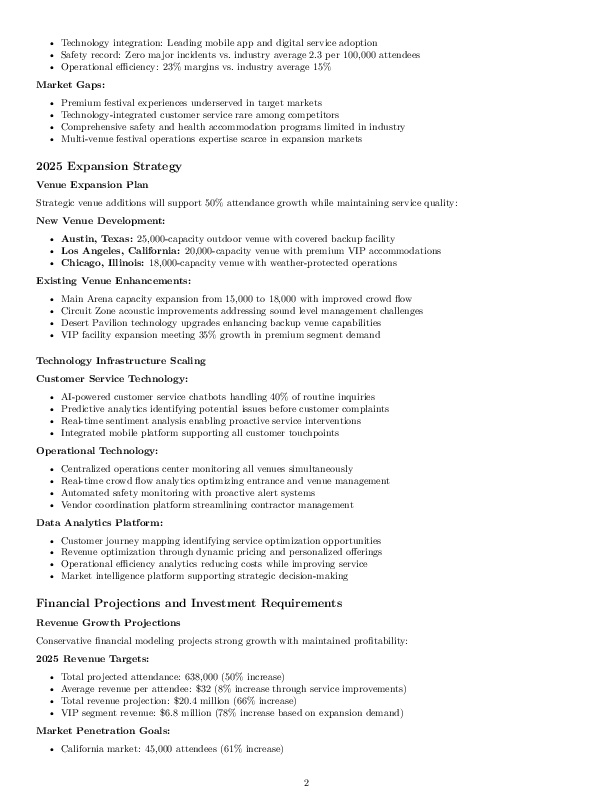 • Technology integration: Leading mobile app and digital service adoption
• Safety record: Zero major incidents vs. industry average 2.3 per 100,000 attendees
• Operational efficiency: 23% margins vs. industry average 15%
Market Gaps:
• Premium festival experiences underserved in target markets
• Technology-integrated customer service rare among competitors
• Comprehensive safety and health accommodation programs limited in industry
• Multi-venue festival operations expertise scarce in expansion markets
2025 Expansion Strategy
Venue Expansion Plan
Strategic venue additions will support 50% attendance growth while maintaining service quality:
New Venue Development:
• Austin, Texas: 25,000-capacity outdoor venue with covered backup facility
• Los Angeles, California: 20,000-capacity venue with premium VIP accommodations
• Chicago, Illinois: 18,000-capacity venue with weather-protected operations
Existing Venue Enhancements:
• Main Arena capacity expansion from 15,000 to 18,000 with improved crowd flow
• Circuit Zone acoustic improvements addressing sound level management challenges
• Desert Pavilion technology upgrades enhancing backup venue capabilities
• VIP facility expansion meeting 35% growth in premium segment demand
Technology Infrastructure Scaling
Customer Service Technology:
• AI-powered customer service chatbots handling 40% of routine inquiries
• Predictive analytics identifying potential issues before customer complaints
• Real-time sentiment analysis enabling proactive service interventions
• Integrated mobile platform supporting all customer touchpoints
Operational Technology:
• Centralized operations center monitoring all venues simultaneously
• Real-time crowd flow analytics optimizing entrance and venue management
• Automated safety monitoring with proactive alert systems
• Vendor coordination platform streamlining contractor management
Data Analytics Platform:
• Customer journey mapping identifying service optimization opportunities
• Revenue optimization through dynamic pricing and personalized offerings
• Operational efficiency analytics reducing costs while improving service
• Market intelligence platform supporting strategic decision-making
Financial Projections and Investment Requirements
Revenue Growth Projections
Conservative financial modeling projects strong growth with maintained profitability:
2025 Revenue Targets:
• Total projected attendance: 638,000 (50% increase)
• Average revenue per attendee: $32 (8% increase through service improvements)
• Total revenue projection: $20.4 million (66% increase)
• VIP segment revenue: $6.8 million (78% increase based on expansion demand)
Market Penetration Goals:
• California market: 45,000 attendees (61% increase)
2